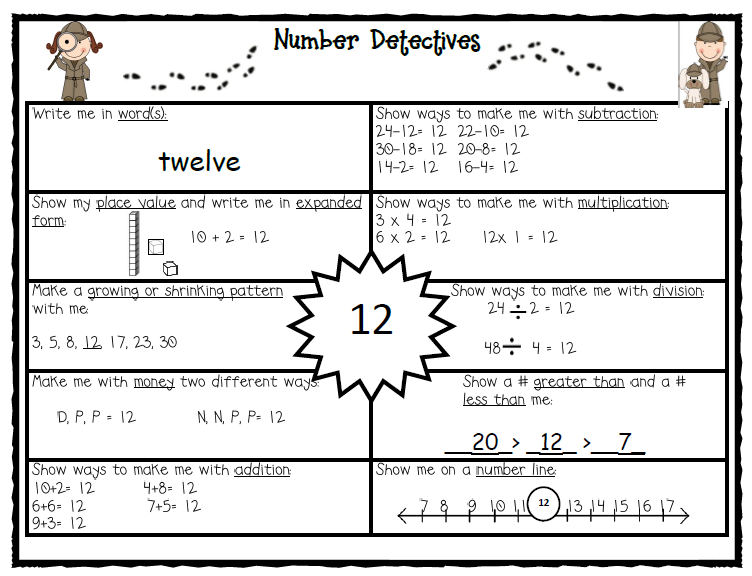 Number Detectives
Write me in word(s):
twelve
Show ways to make me with subtraction:
24-12= 12 22-10= 12
30-18= 12 20-8= 12
14-2= 12 16-4= 12
Show my place value and write me in expanded
form:
10 + 2 = 12
Show ways to make me with multiplication:
3 x 4 = 12
6 x 2 = 12 12x 1 = 12
Make a growing or shrinking pattern
with me:
3, 5, 8, 12, 17, 23, 30
12
Show ways to make me with division:
24 ÷ 2 = 12
48 ÷ 4 = 12
Make me with money two different ways:
D, P, P = 12 N, N, P, P= 12
Show a # greater than and a #
less than me:
20 > 12 > 7
Show ways to make me with addition:
10+2= 12 4+8= 12
6+6= 12 7+5= 12
9+3= 12
Show me on a number line:
7 8 9 10 11 12 13 14 15 16 17